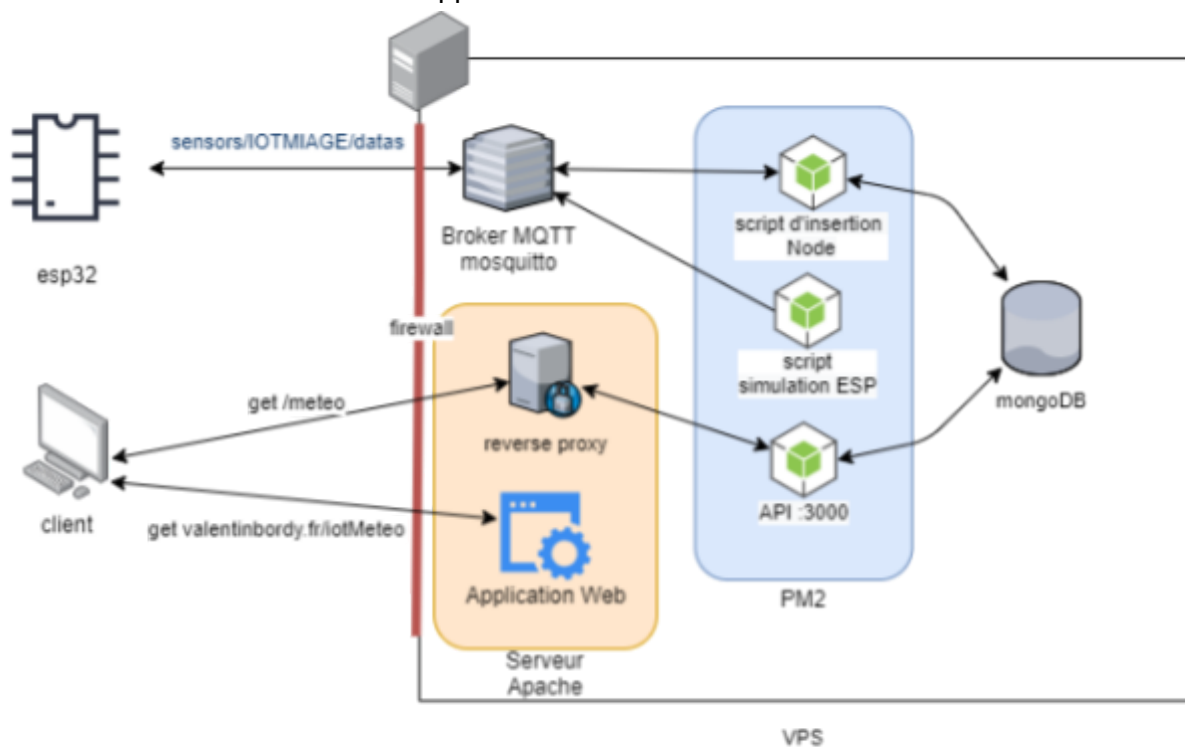 sensors/IOTMIAGE/datas
esp32
Broker MQTT
mosquitto
script d'insertion
Node
script
simulation ESP
mongoDB
firewall
get /meteo
reverse proxy
client
get valentinbordy.fr/iotMeteo
Application Web
API :3000
PM2
Serveur
Apache
VPS